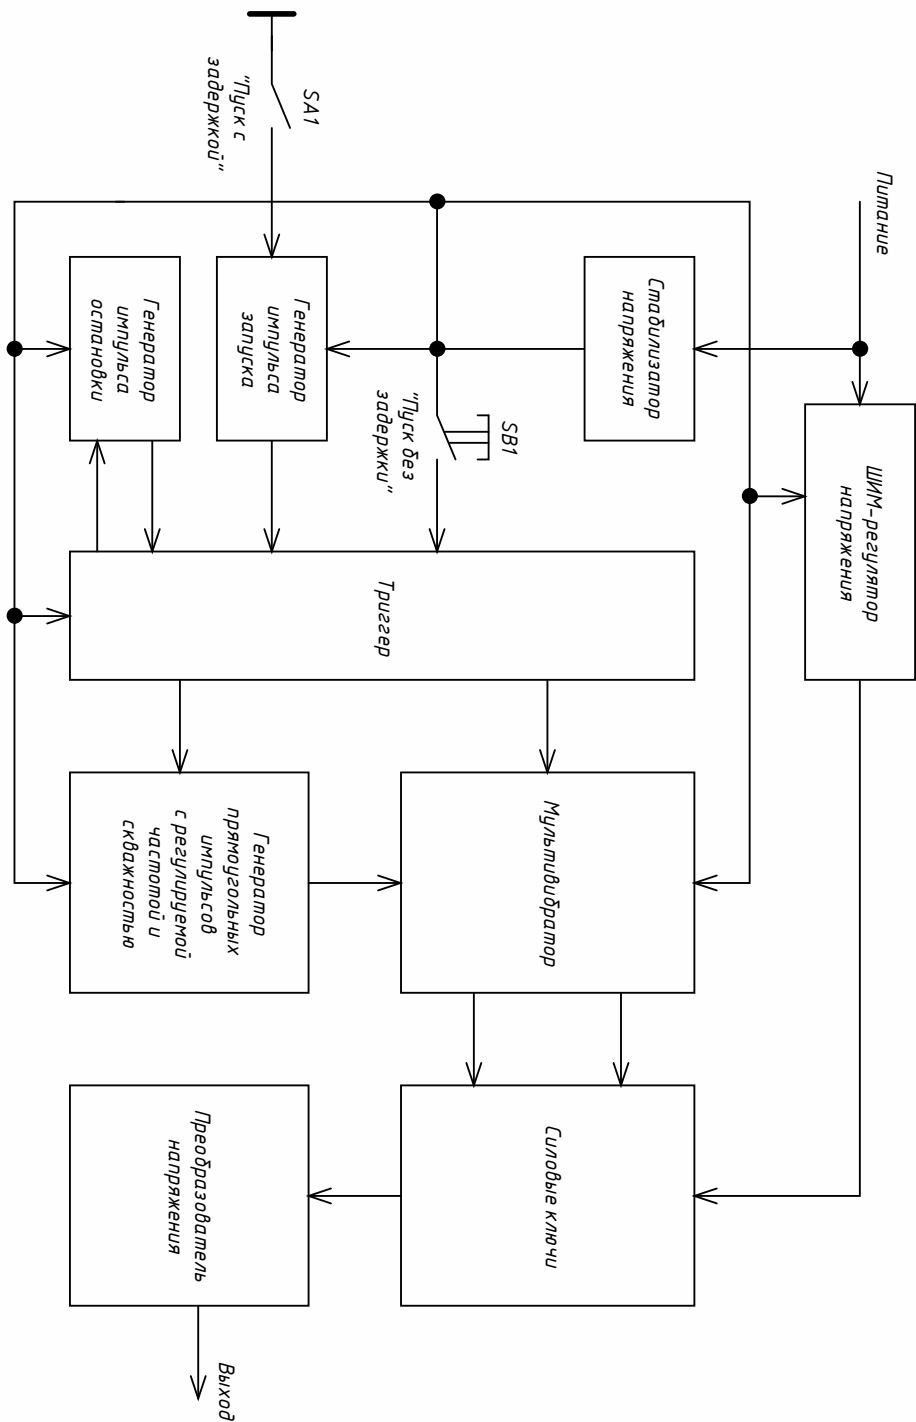 Питание
ШИМ-регулятор
напряжения
Стабилизатор
напряжения
SB1
"Пуск без
задержки"
SA1
"Пуск с
задержкой"
Генератор
импульса
запуска
Генератор
импульса
остановки
Триггер
Мультивибратор
Генератор
прямоугольных
импульсов
с регулируемой
частотой и
скважностью
Силовые ключи
Преобразователь
напряжения
Выход